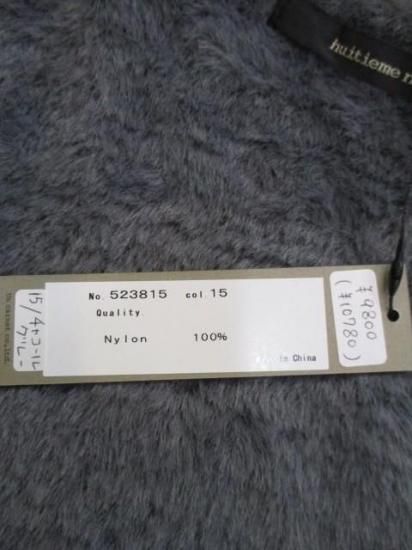 huitieme
No. 523815 col. 15
Quality.
Nylon 100%
in China
15/チャコール
グレー
¥9800
(¥10780)